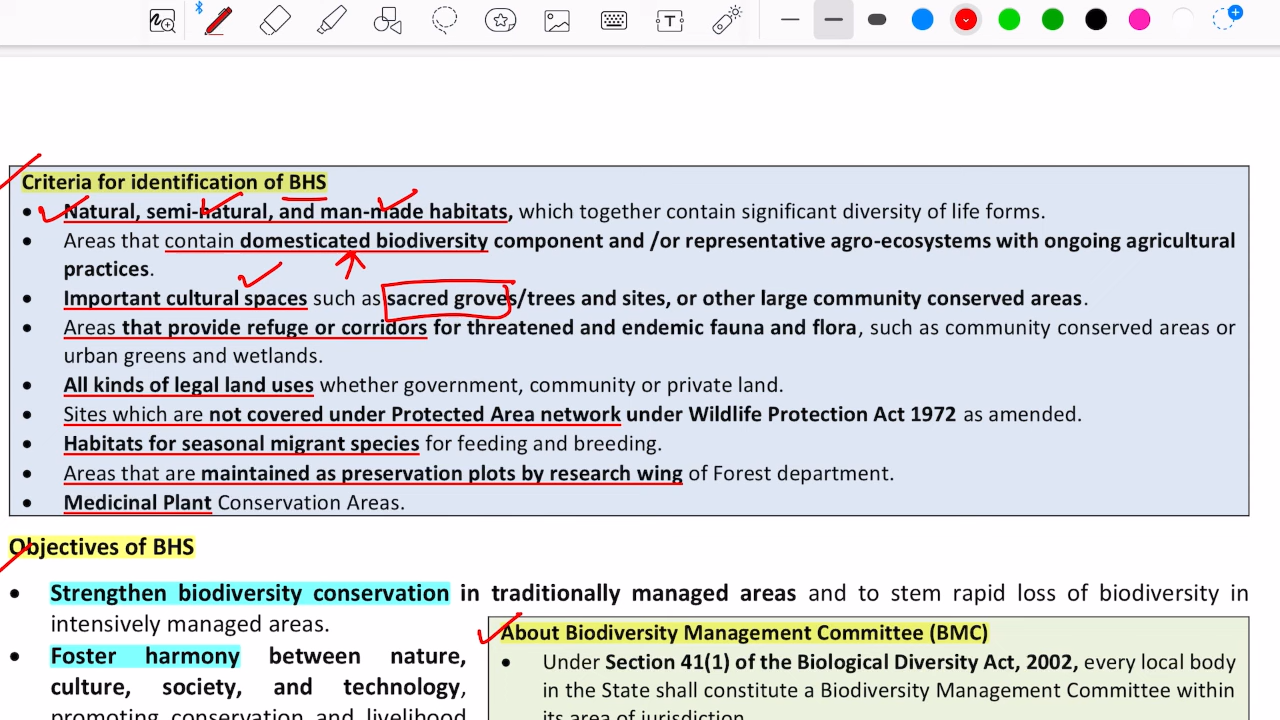 Criteria for identification of BHS
• Natural, semi-natural, and man-made habitats, which together contain significant diversity of life forms.
• Areas that contain domesticated biodiversity component and /or representative agro-ecosystems with ongoing agricultural
practices.
• Important cultural spaces such as sacred groves/trees and sites, or other large community conserved areas.
• Areas that provide refuge or corridors for threatened and endemic fauna and flora, such as community conserved areas or
urban greens and wetlands.
• All kinds of legal land uses whether government, community or private land.
• Sites which are not covered under Protected Area network under Wildlife Protection Act 1972 as amended.
• Habitats for seasonal migrant species for feeding and breeding.
• Areas that are maintained as preservation plots by research wing of Forest department.
• Medicinal Plant Conservation Areas.
Objectives of BHS
• Strengthen biodiversity conservation in traditionally managed areas and to stem rapid loss of biodiversity in
intensively managed areas.
• Foster harmony between nature,
culture, society, and technology,
promoting conservation and livelihood
About Biodiversity Management Committee (BMC)
• Under Section 41(1) of the Biological Diversity Act, 2002, every local body
in the State shall constitute a Biodiversity Management Committee within
its area of jurisdiction.